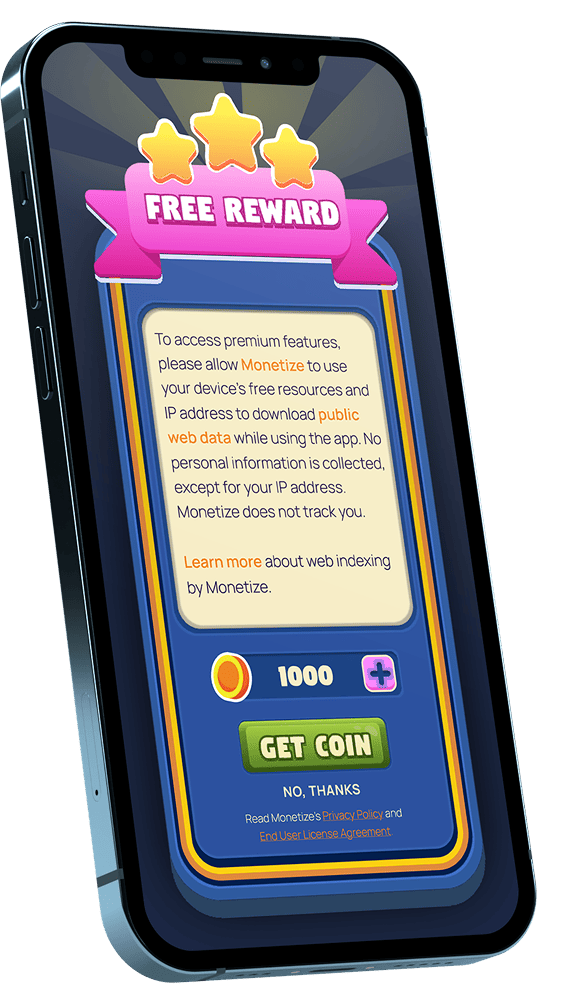 FREE REWARD
To access premium features,
please allow Monetize to use
your device's free resources and
IP address to download public
web data while using the app. No
personal information is collected,
except for your IP address.
Monetize does not track you.
Learn more about web indexing
by Monetize.
1000
GET COIN
NO, THANKS
Read Monetize's Privacy Policy and
End User License Agreement